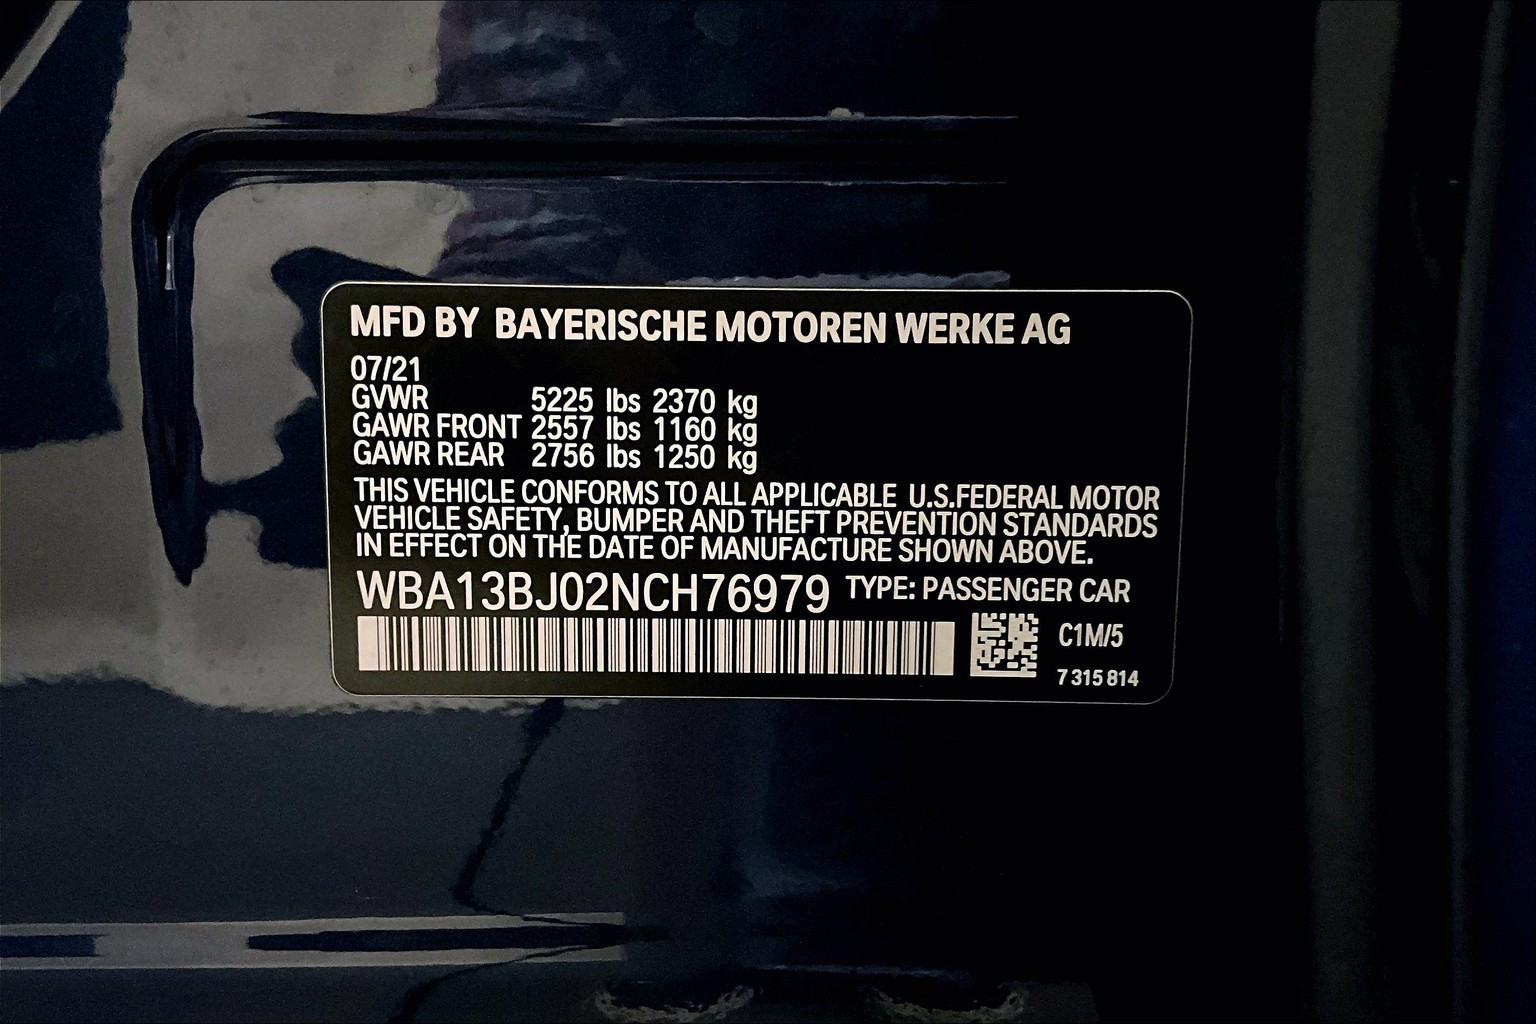 MFD BY BAYERISCHE MOTOREN WERKE AG
07/21
GVWR 5225 lbs 2370 kg
GAWR FRONT 2557 lbs 1160 kg
GAWR REAR 2756 lbs 1250 kg
THIS VEHICLE CONFORMS TO ALL APPLICABLE U.S.FEDERAL MOTOR
VEHICLE SAFETY, BUMPER AND THEFT PREVENTION STANDARDS
IN EFFECT ON THE DATE OF MANUFACTURE SHOWN ABOVE.
WBA13BJ02NCH76979 TYPE: PASSENGER CAR
C1M/5
7 315 814